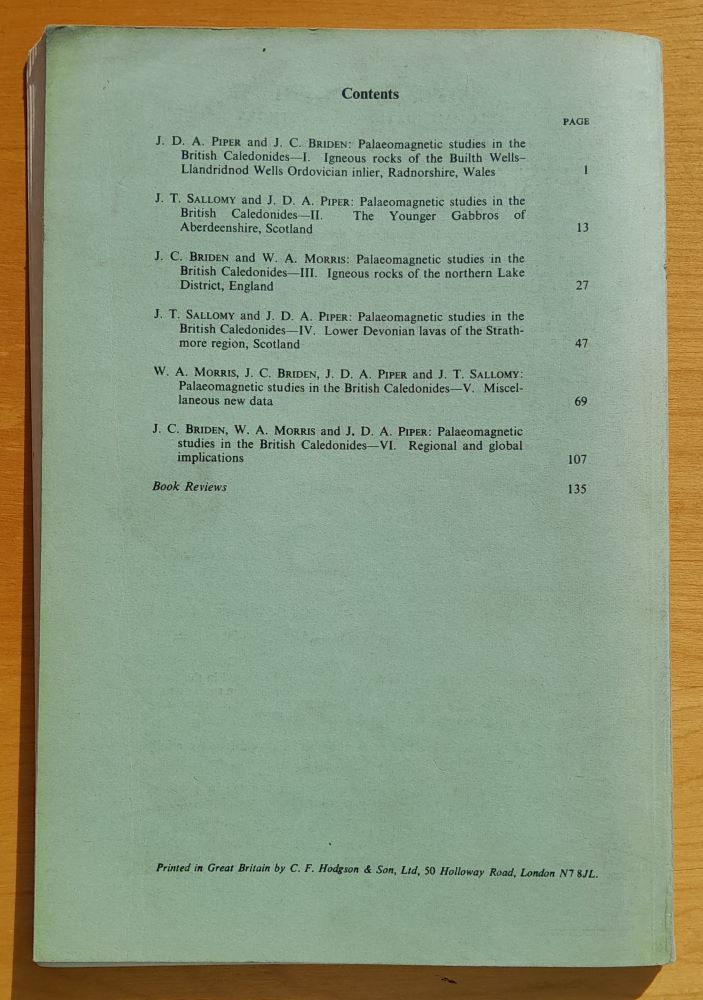 Contents
PAGE
J. D. A. PIPER and J. C. BRIDEN: Palaeomagnetic studies in the
British Caledonides—I. Igneous rocks of the Builth Wells–
Llandridnod Wells Ordovician inlier, Radnorshire, Wales 1
J. T. SALLOMY and J. D. A. PIPER: Palaeomagnetic studies in the
British Caledonides—II. The Younger Gabbros of
Aberdeenshire, Scotland 13
J. C. BRIDEN and W. A. MORRIS: Palaeomagnetic studies in the
British Caledonides—III. Igneous rocks of the northern Lake
District, England 27
J. T. SALLOMY and J. D. A. PIPER: Palaeomagnetic studies in the
British Caledonides—IV. Lower Devonian lavas of the Strath-
more region, Scotland 47
W. A. MORRIS, J. C. BRIDEN, J. D. A. PIPER and J. T. SALLOMY:
Palaeomagnetic studies in the British Caledonides—V. Miscel-
laneous new data 69
J. C. BRIDEN, W. A. MORRIS and J. D. A. PIPER: Palaeomagnetic
studies in the British Caledonides—VI. Regional and global
implications 107
Book Reviews 135
Printed in Great Britain by C. F. Hodgson & Son, Ltd, 50 Holloway Road, London N7 8JL.